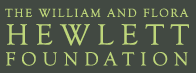 THE WILLIAM AND FLORA
HEWLETT
FOUNDATION